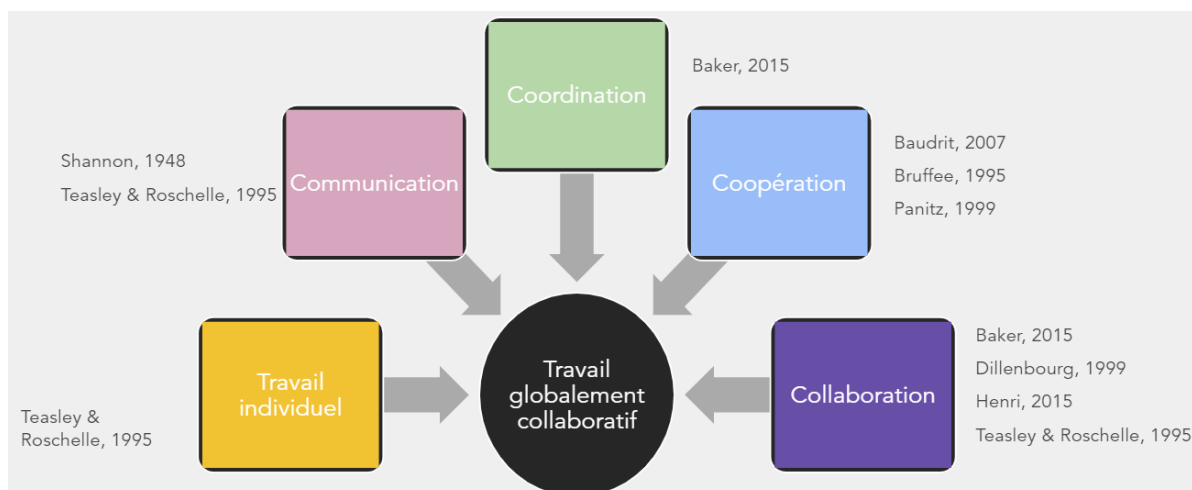 Coordination
Baker, 2015
Shannon, 1948
Teasley & Roschelle, 1995
Communication
Coopération
Baudrit, 2007
Bruffee, 1995
Panitz, 1999
Teasley &
Roschelle, 1995
Travail
individuel
Travail
globalement
collaboratif
Collaboration
Baker, 2015
Dillenbourg, 1999
Henri, 2015
Teasley & Roschelle, 1995